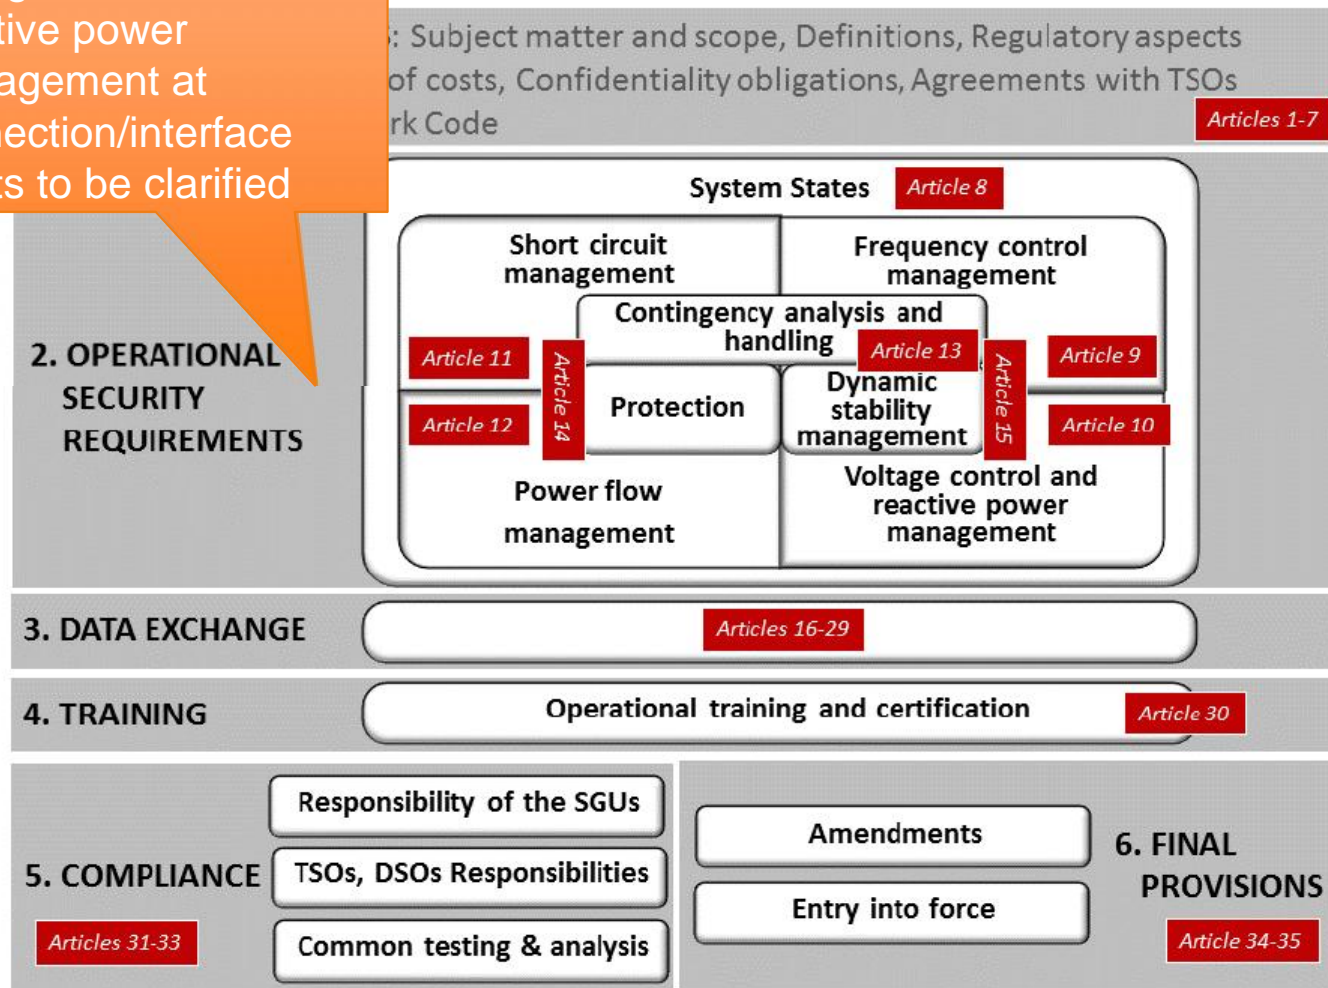 tive power
agement at
nection/interface
ts to be clarified
: Subject matter and scope, Definitions, Regulatory aspects
of costs, Confidentiality obligations, Agreements with TSOs
rk Code
Articles 1-7
System States
Article 8
Short circuit
management
Frequency control
management
Contingency analysis and
handling
Article 13
Article 11
Article 9
2. OPERATIONAL
SECURITY
REQUIREMENTS
Article 14
Protection
Dynamic
stability
management
Article 15
Article 12
Article 10
Power flow
management
Voltage control and
reactive power
management
3. DATA EXCHANGE
Articles 16-29
4. TRAINING
Operational training and certification
Article 30
5. COMPLIANCE
Articles 31-33
Responsibility of the SGUs
TSOs, DSOs Responsibilities
Common testing & analysis
Amendments
Entry into force
6. FINAL
PROVISIONS
Article 34-35